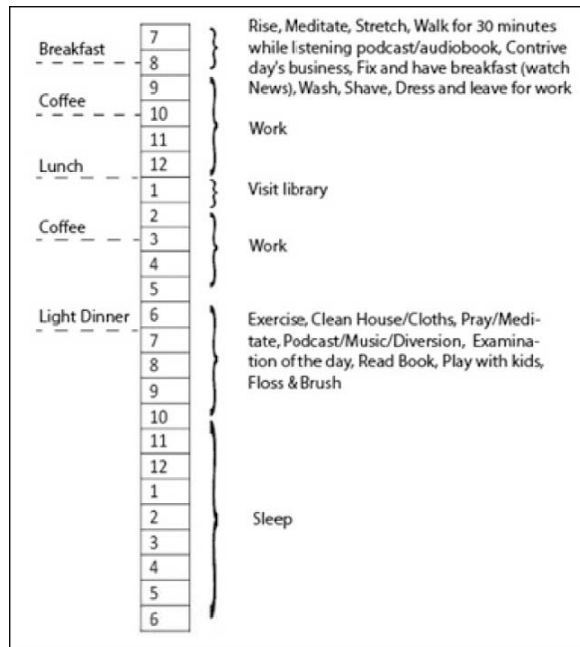 7
Rise, Meditate, Stretch, Walk for 30 minutes
while listening podcast/audiobook, Contrive
day's business, Fix and have breakfast (watch
News), Wash, Shave, Dress and leave for work
Breakfast
8
9
Coffee
10
Work
11
12
Lunch
1
Visit library
2
Coffee
3
Work
4
5
Light Dinner
6
Exercise, Clean House/Cloths, Pray/Medi-
tate, Podcast/Music/Diversion, Examina-
tion of the day, Read Book, Play with kids,
Floss & Brush
7
8
9
10
11
12
1
2
Sleep
3
4
5
6